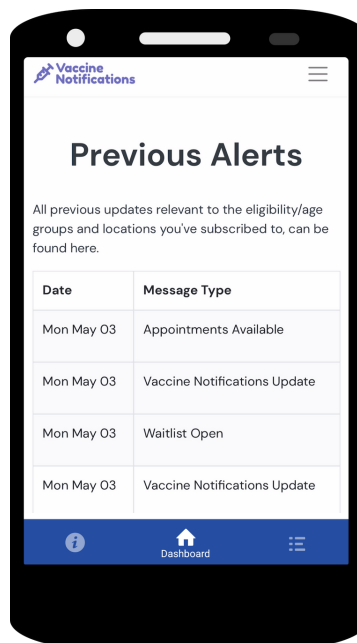 Vaccine
Notifications
Previous Alerts
All previous updates relevant to the eligibility/age
groups and locations you've subscribed to, can be
found here.
Date Message Type
Mon May 03 Appointments Available
Mon May 03 Vaccine Notifications Update
Mon May 03 Waitlist Open
Mon May 03 Vaccine Notifications Update
i
Dashboard